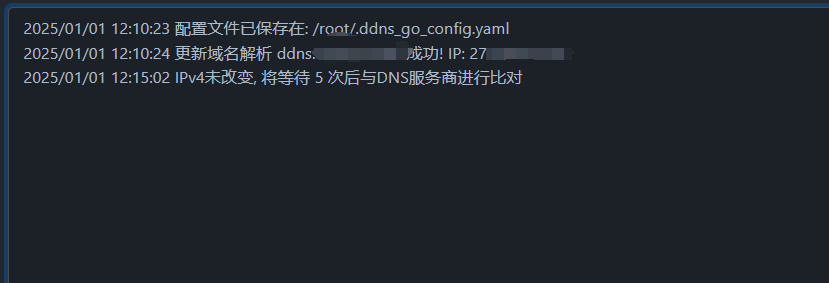 2025/01/01 12:10:23 配置文件已保存在: /root/.ddns_go_config.yaml
2025/01/01 12:10:24 更新域名解析 ddns. 成功! IP: 27
2025/01/01 12:15:02 IPv4未改变, 将等待 5 次后与DNS服务商进行比对